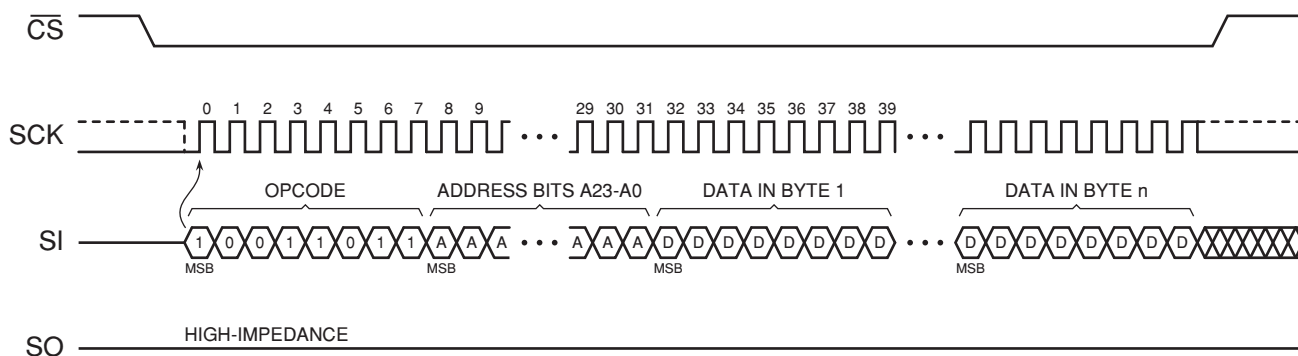 CS
0 1 2 3 4 5 6 7 8 9 29 30 31 32 33 34 35 36 37 38 39
SCK
OPCODE ADDRESS BITS A23-A0 DATA IN BYTE 1 DATA IN BYTE n
SI 1 0 0 1 1 0 1 1 A A A A A A D D D D D D D D D D D D D D D D
MSB MSB MSB MSB
HIGH-IMPEDANCE
SO